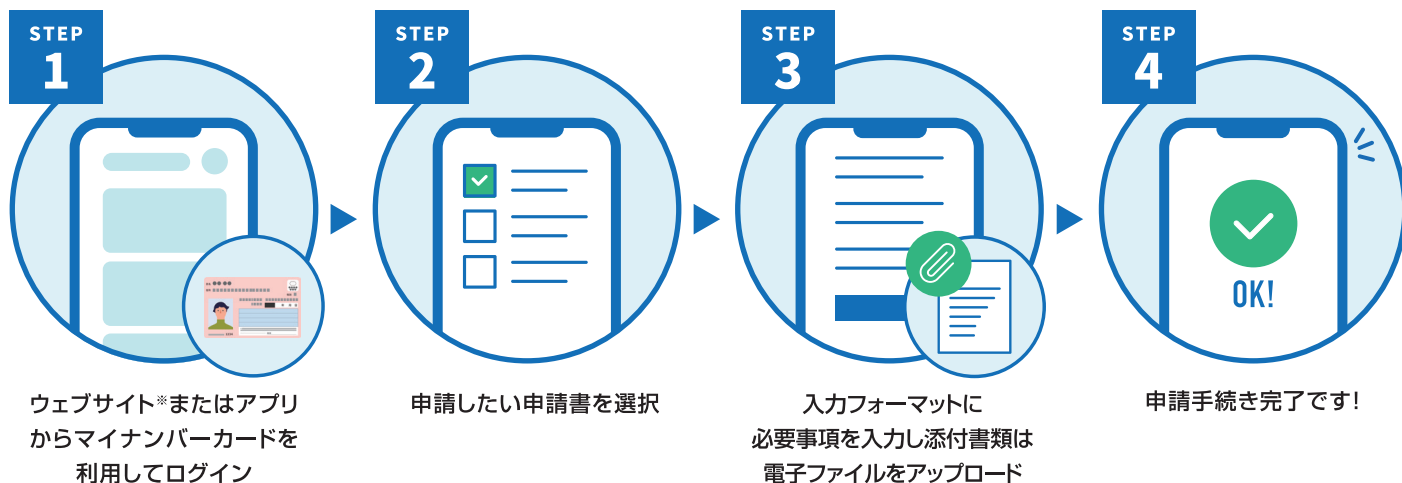 STEP
1
ウェブサイト※またはアプリ
からマイナンバーカードを
利用してログイン
STEP
2
申請したい申請書を選択
STEP
3
入力フォーマットに
必要事項を入力し添付書類は
電子ファイルをアップロード
STEP
4
OK!
申請手続き完了です!